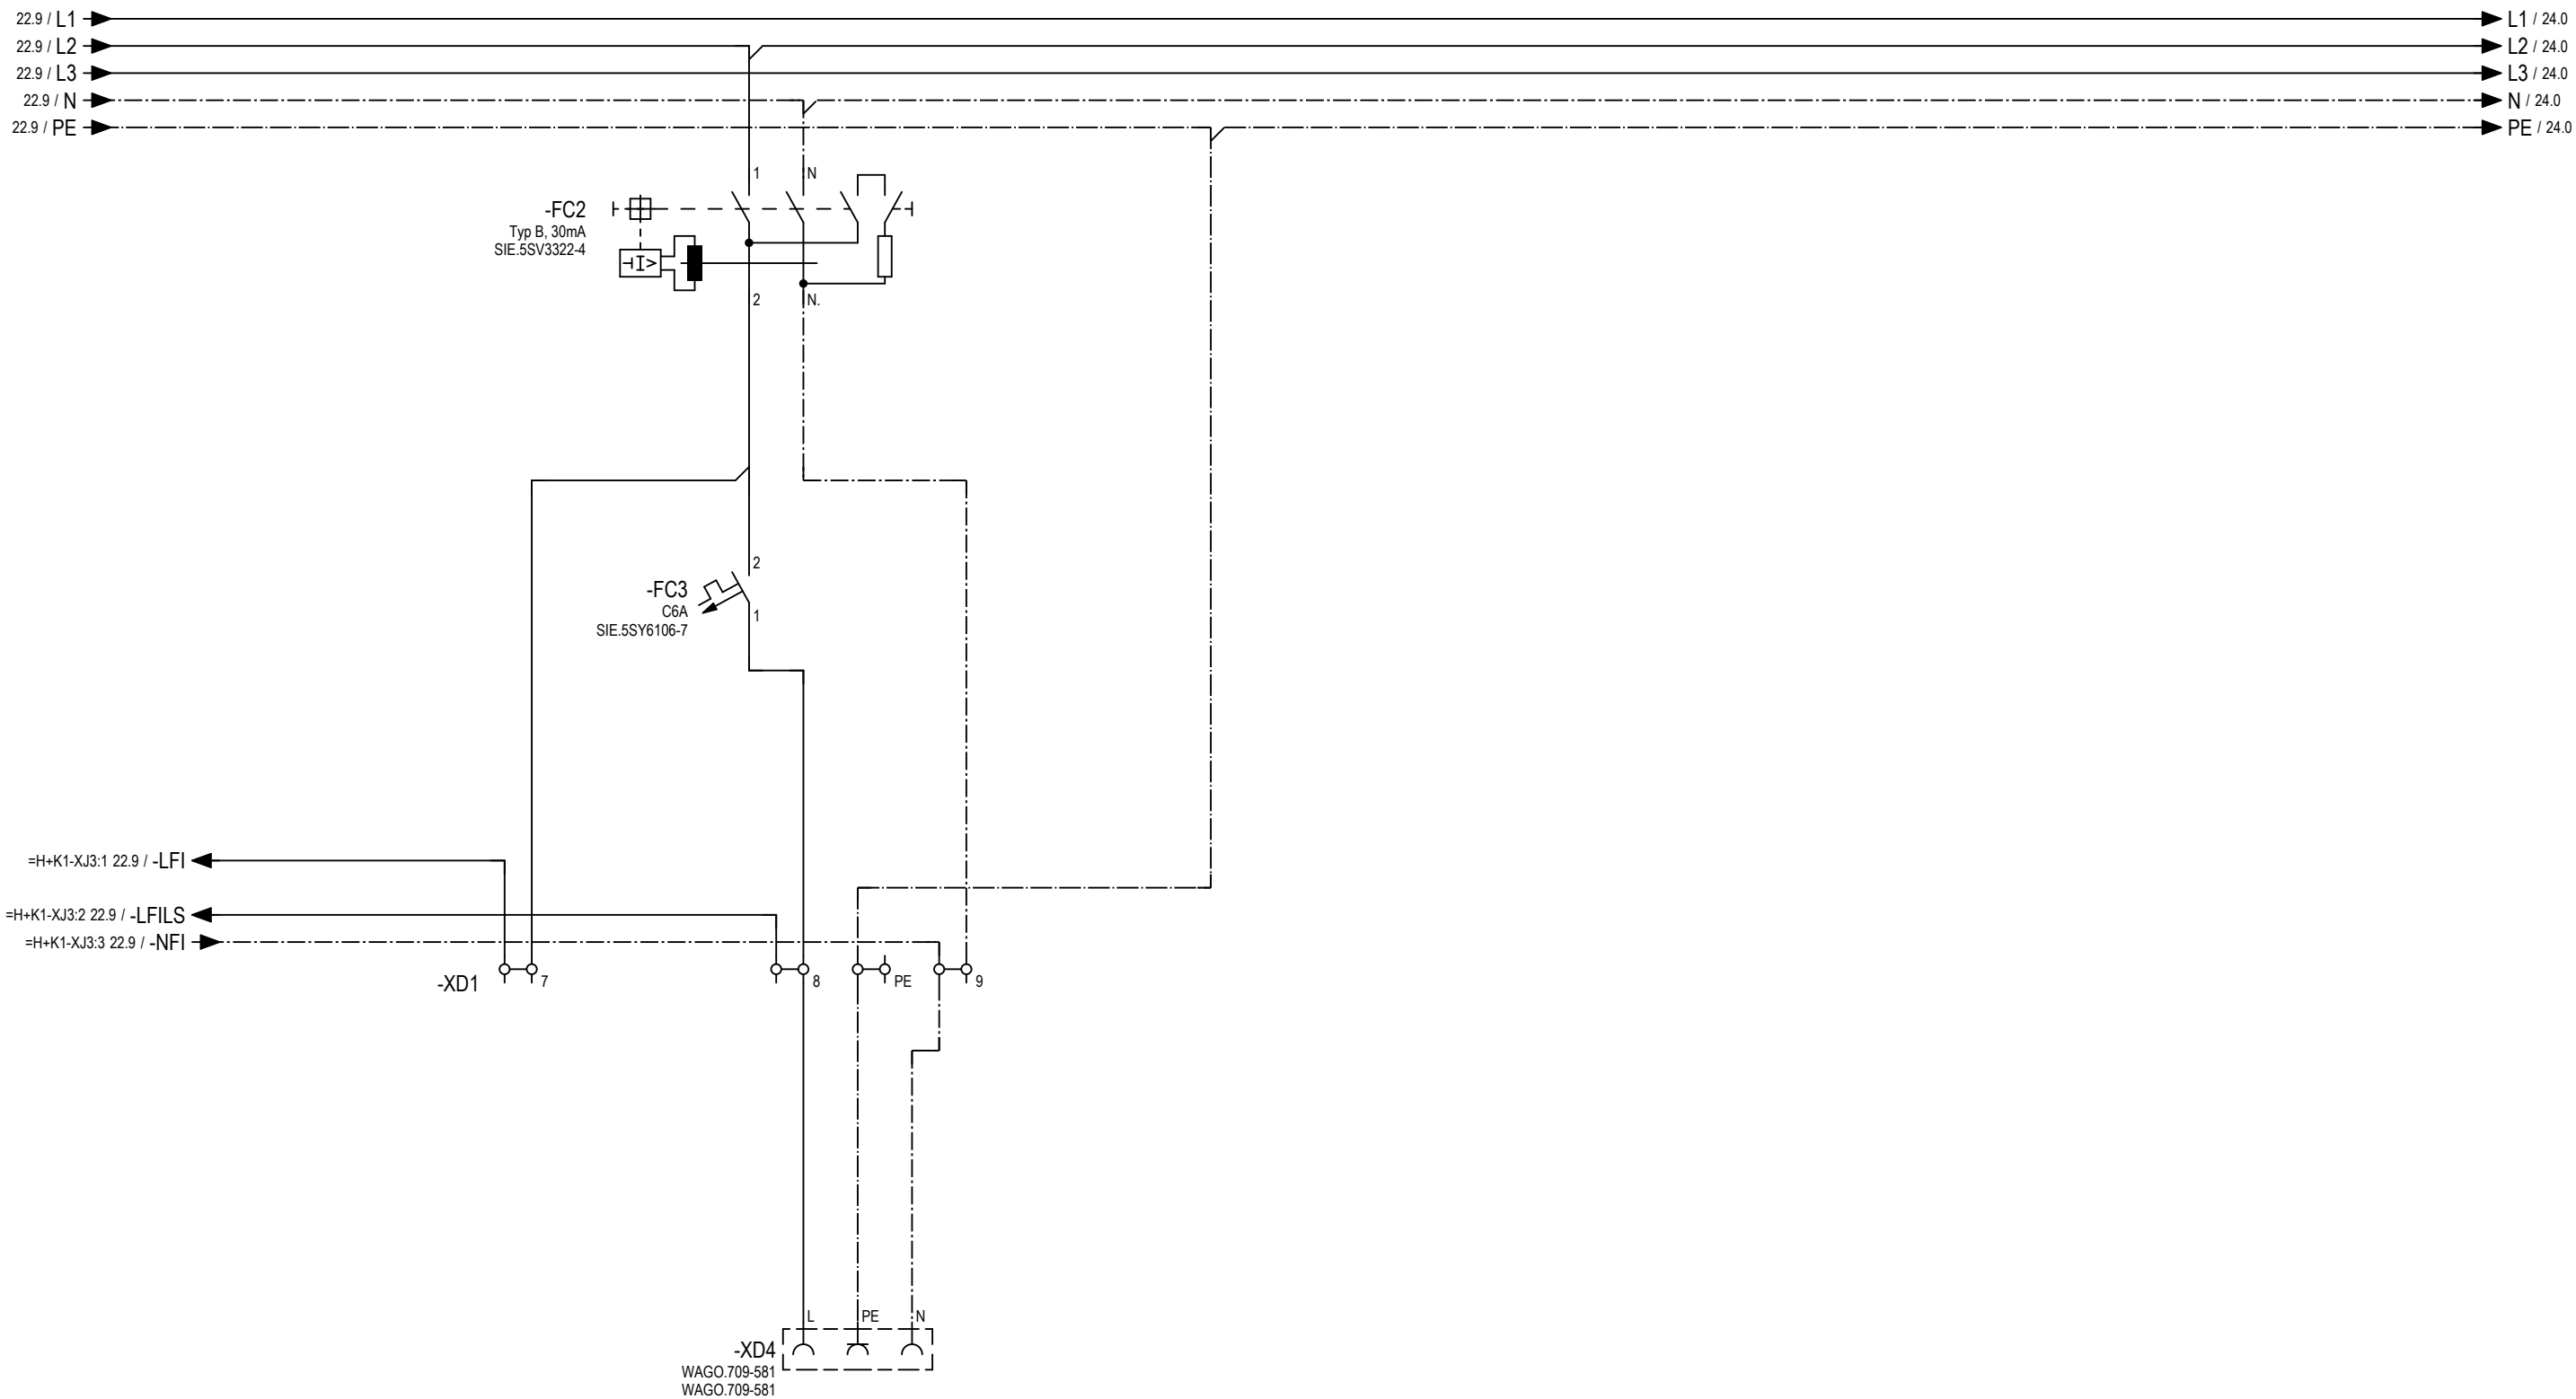 22.9 / L1
L1 / 24.0
22.9 / L2
L2 / 24.0
22.9 / L3
L3 / 24.0
22.9 / N
N / 24.0
22.9 / PE
PE / 24.0
1
N
-FC2
Typ B, 30mA
SIE.5SV3322-4
I>
2
N.
2
-FC3
C6A
SIE.5SY6106-7
1
=H+K1-XJ3:1 22.9 / -LFI
=H+K1-XJ3:2 22.9 / -LFILS
=H+K1-XJ3:3 22.9 / -NFI
-XD1
7
8
PE
9
L
PE
N
-XD4
WAGO.709-581
WAGO.709-581